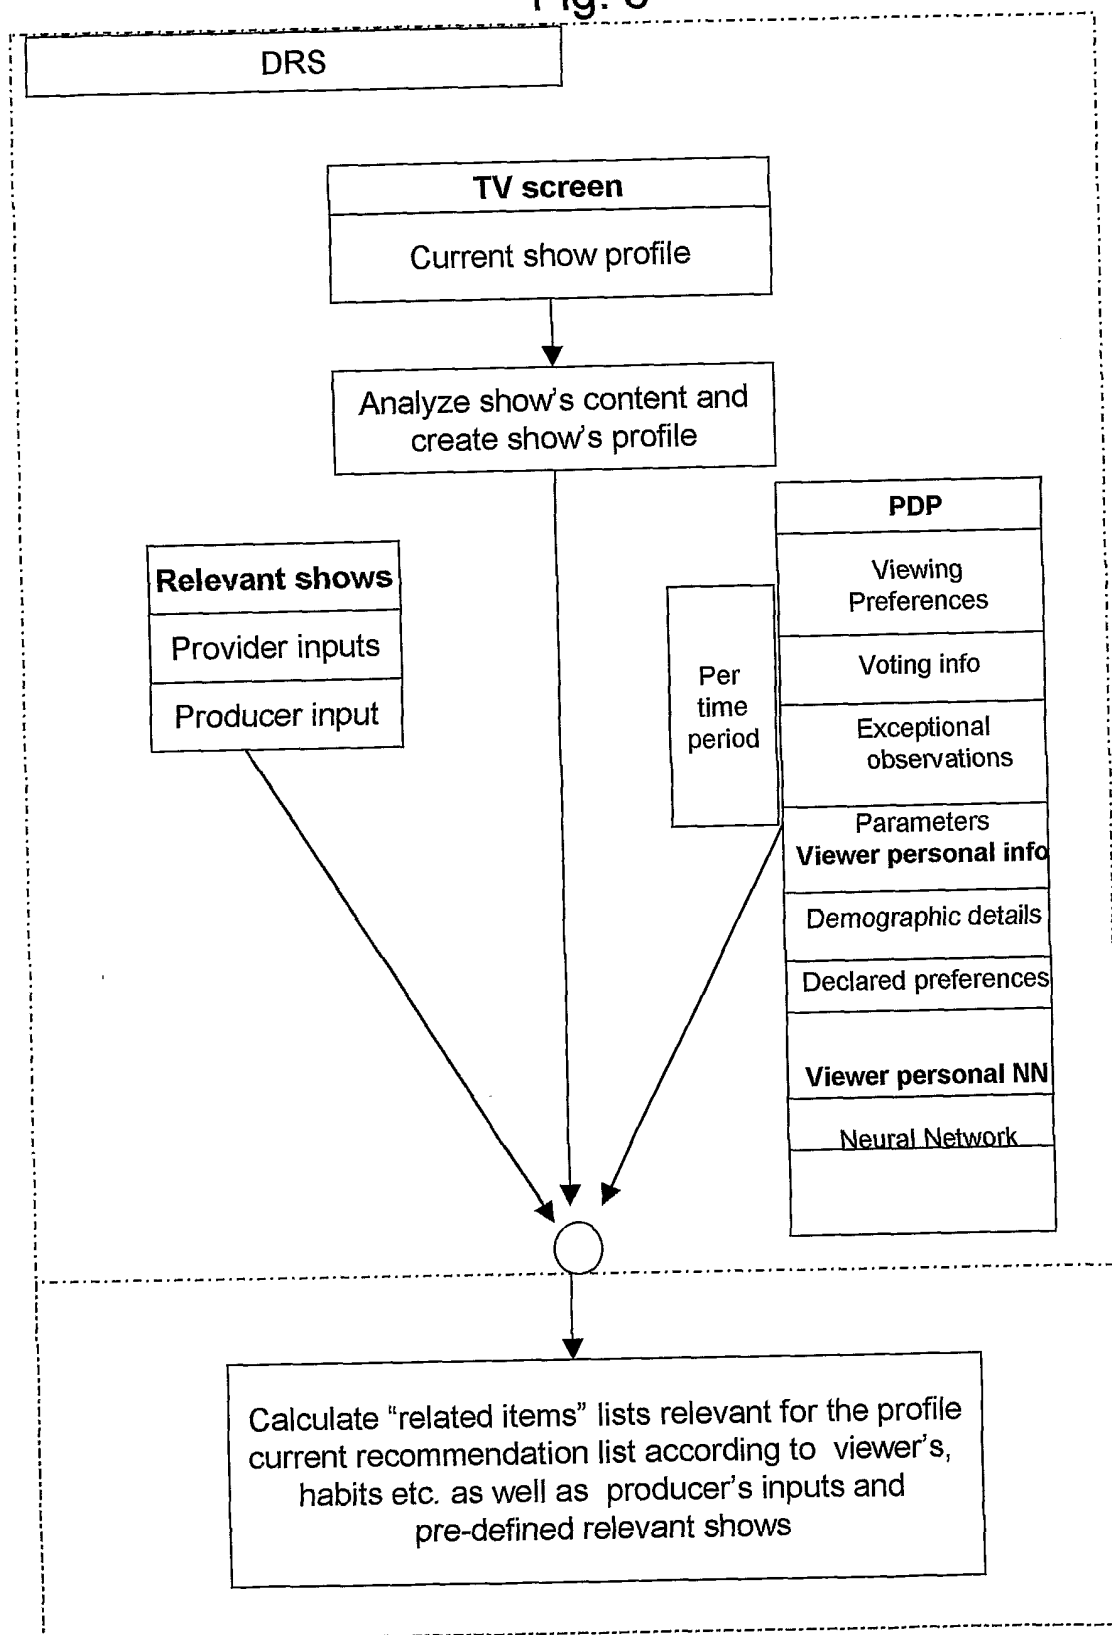 DRS
TV screen
Current show profile
Analyze show's content and
create show's profile
Relevant shows
Provider inputs
Producer input
Per
time
period
PDP
Viewing
Preferences
Voting info
Exceptional
observations
Parameters
Viewer personal info
Demographic details
Declared preferences
Viewer personal NN
Neural Network
Calculate “related items” lists relevant for the profile
current recommendation list according to viewer's,
habits etc. as well as producer's inputs and
pre-defined relevant shows